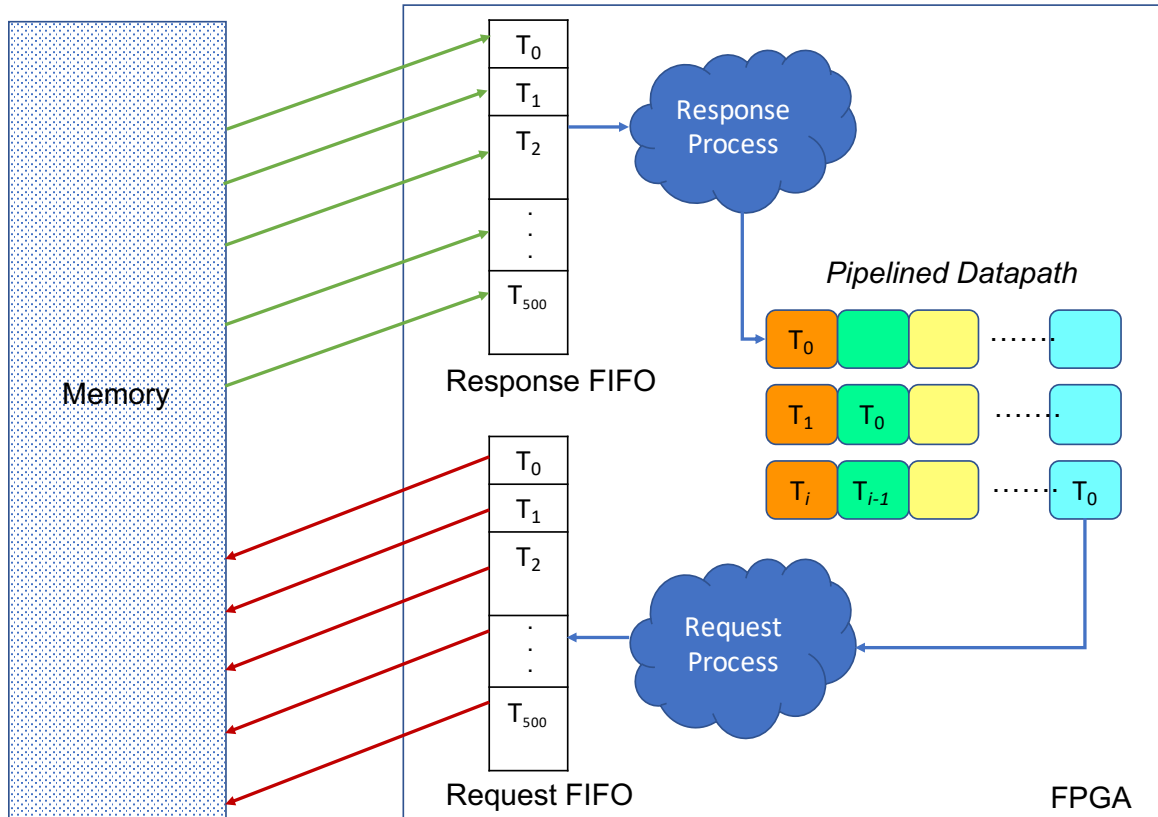 Memory
T0
T1
T2
.
.
.
T500
Response FIFO
Response
Process
Pipelined Datapath
T0
........
T1 T0 ........
Ti Ti-1 ........ T0
T0
T1
T2
.
.
.
T500
Request FIFO
Request
Process
FPGA